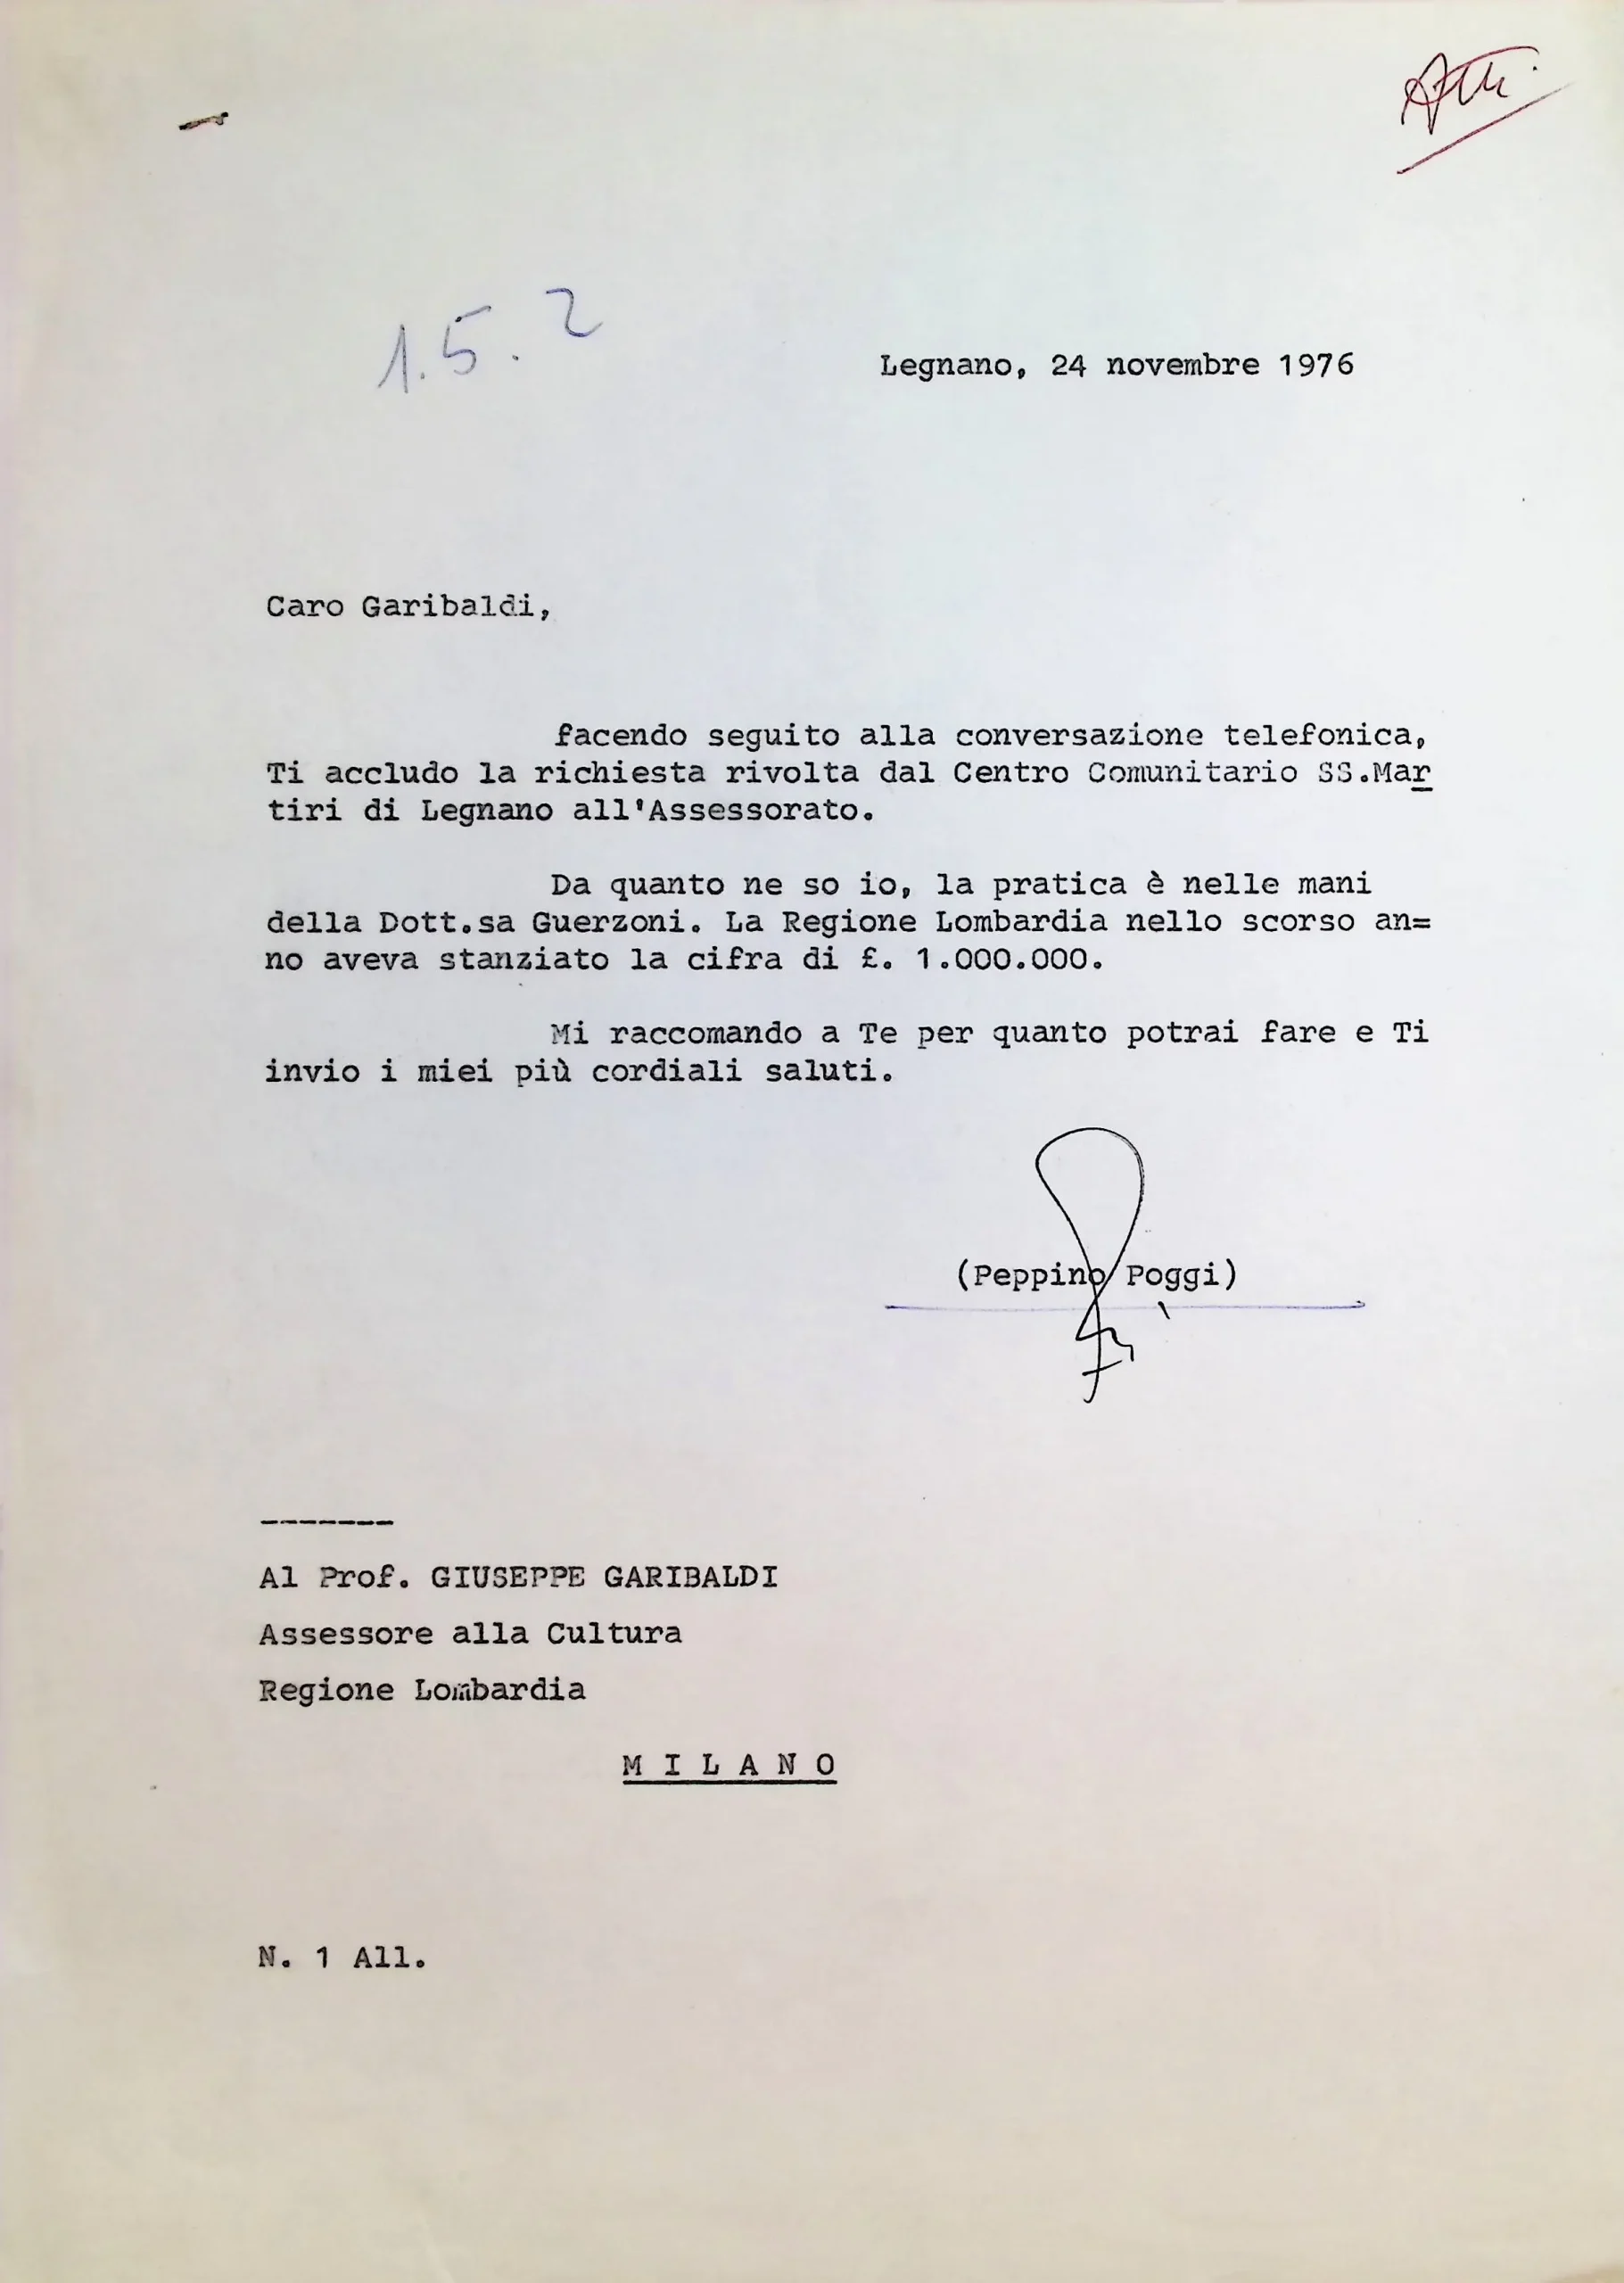 Atti
1.5.2
Legnano, 24 novembre 1976
Caro Garibaldi,
facendo seguito alla conversazione telefonica,
Ti accludo la richiesta rivolta dal Centro Comunitario SS.Mar
tiri di Legnano all'Assessorato.
Da quanto ne so io, la pratica è nelle mani
della Dott.sa Guerzoni. La Regione Lombardia nello scorso an=
no aveva stanziato la cifra di £. 1.000.000.
Mi raccomando a Te per quanto potrai fare e Ti
invio i miei più cordiali saluti.
(Peppino Poggi)
-------
Al Prof. GIUSEPPE GARIBALDI
Assessore alla Cultura
Regione Lombardia
M I L A N O
N. 1 All.